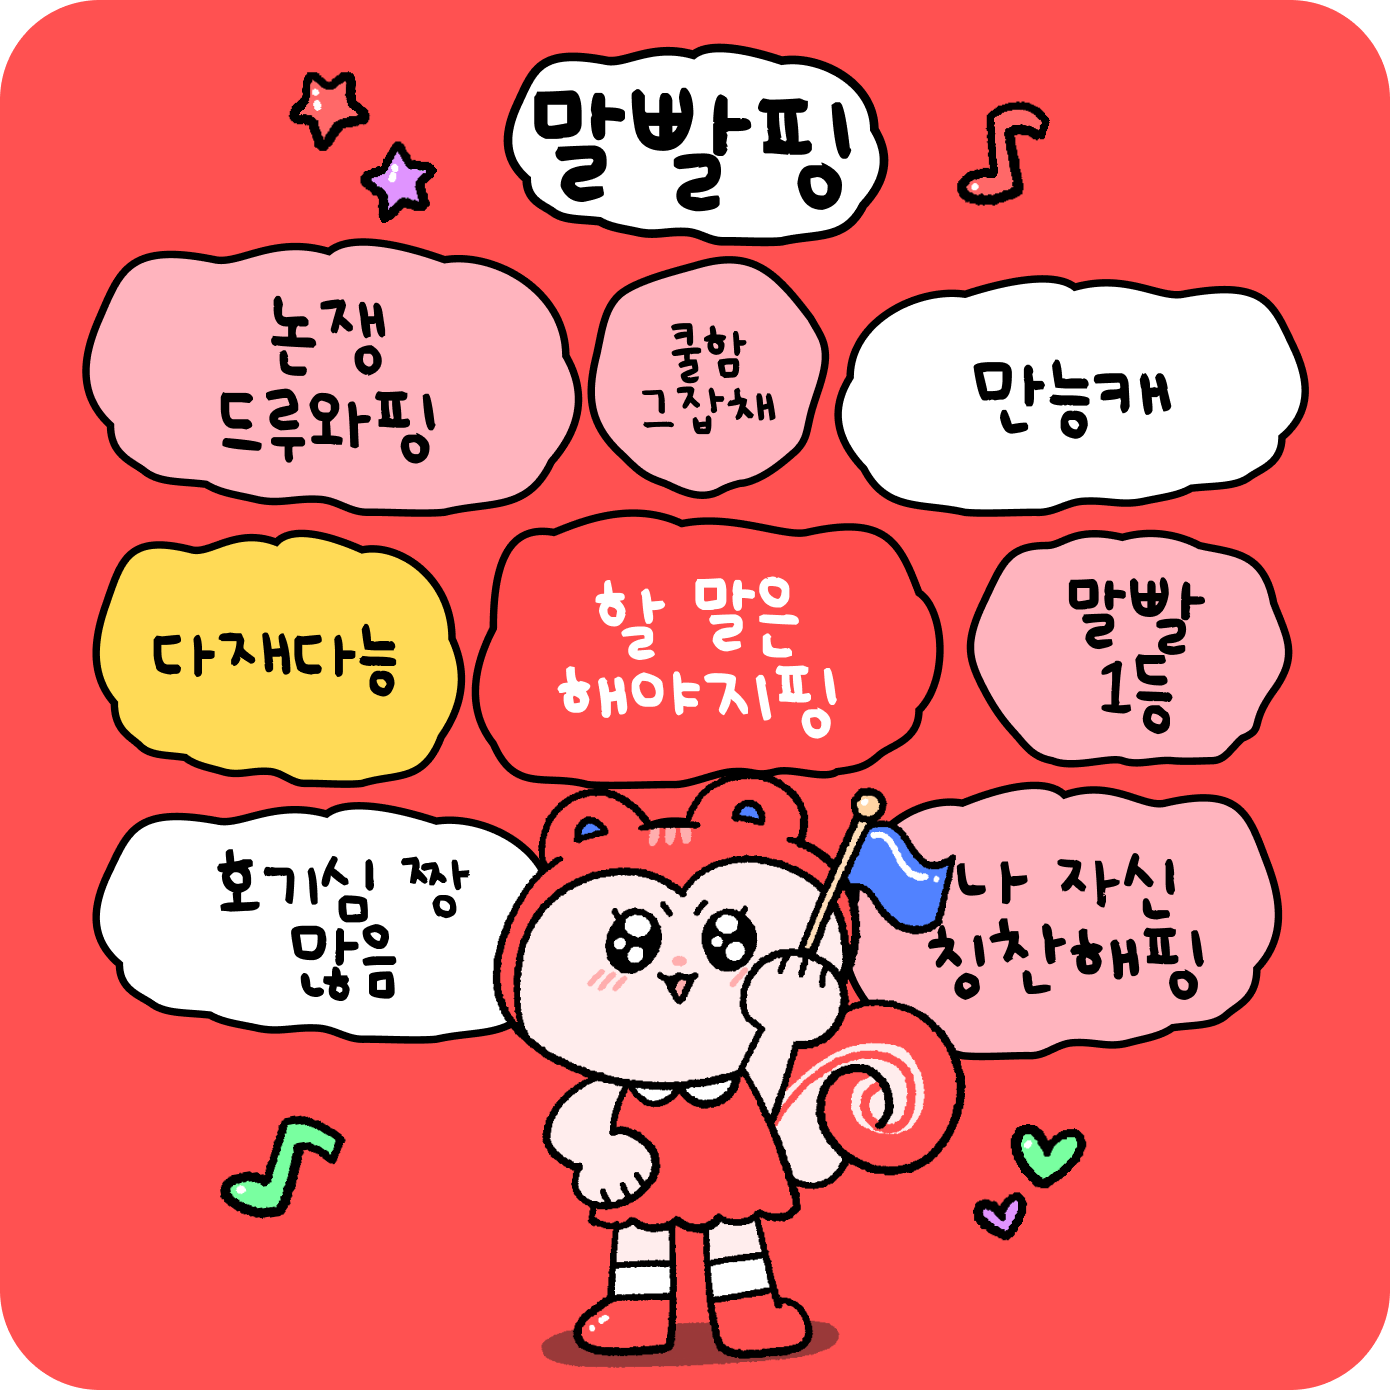 말빨핑
논쟁
드루와핑
쿨함
그잡채
만능캐
다재다능
할 말은
해야지핑
말빨
1등
호기심 짱
많음
나 자신
칭찬해핑